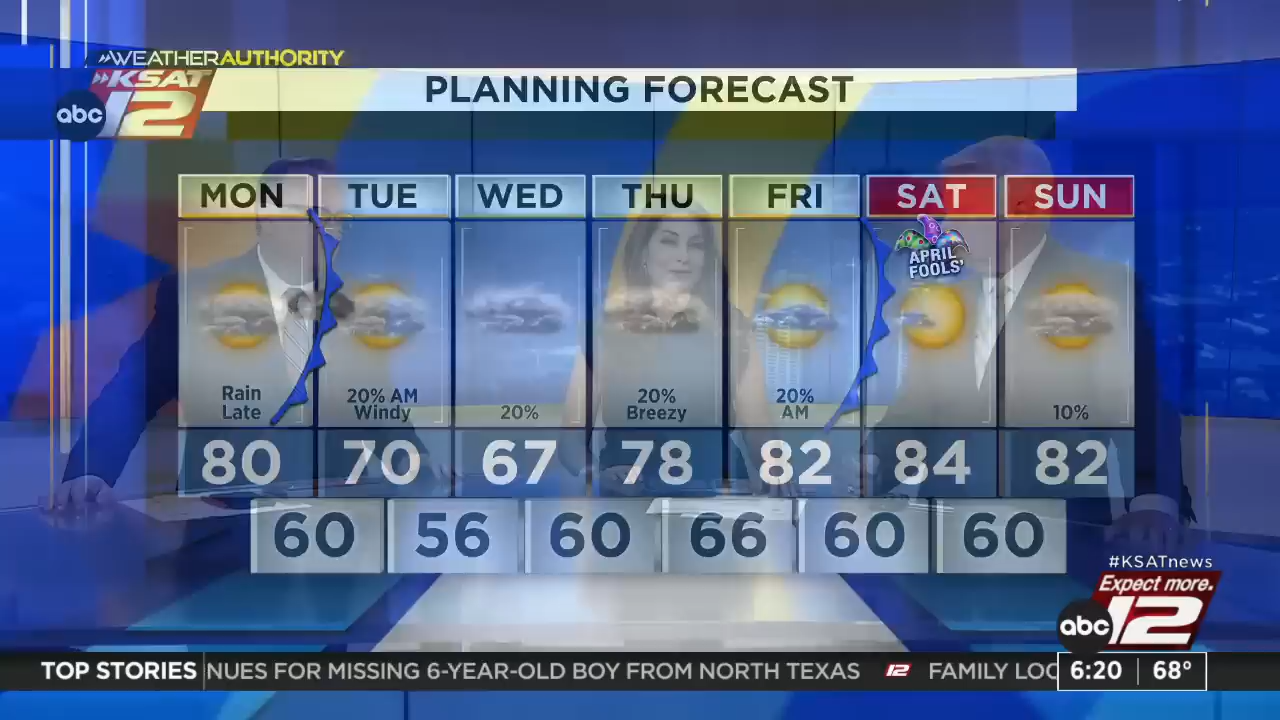 WEATHERAUTHORITY
KSAT
abc 12
PLANNING FORECAST
MON TUE WED THU FRI SAT SUN
APRIL
FOOLS'
Rain
Late
20% AM
Windy
20%
20%
Breezy
20%
AM
10%
80 70 67 78 82 84 82
60 56 60 66 60 60
#KSATnews
Expect more.
abc 12
TOP STORIES NUES FOR MISSING 6-YEAR-OLD BOY FROM NORTH TEXAS 12 FAMILY LOC 6:20 68°